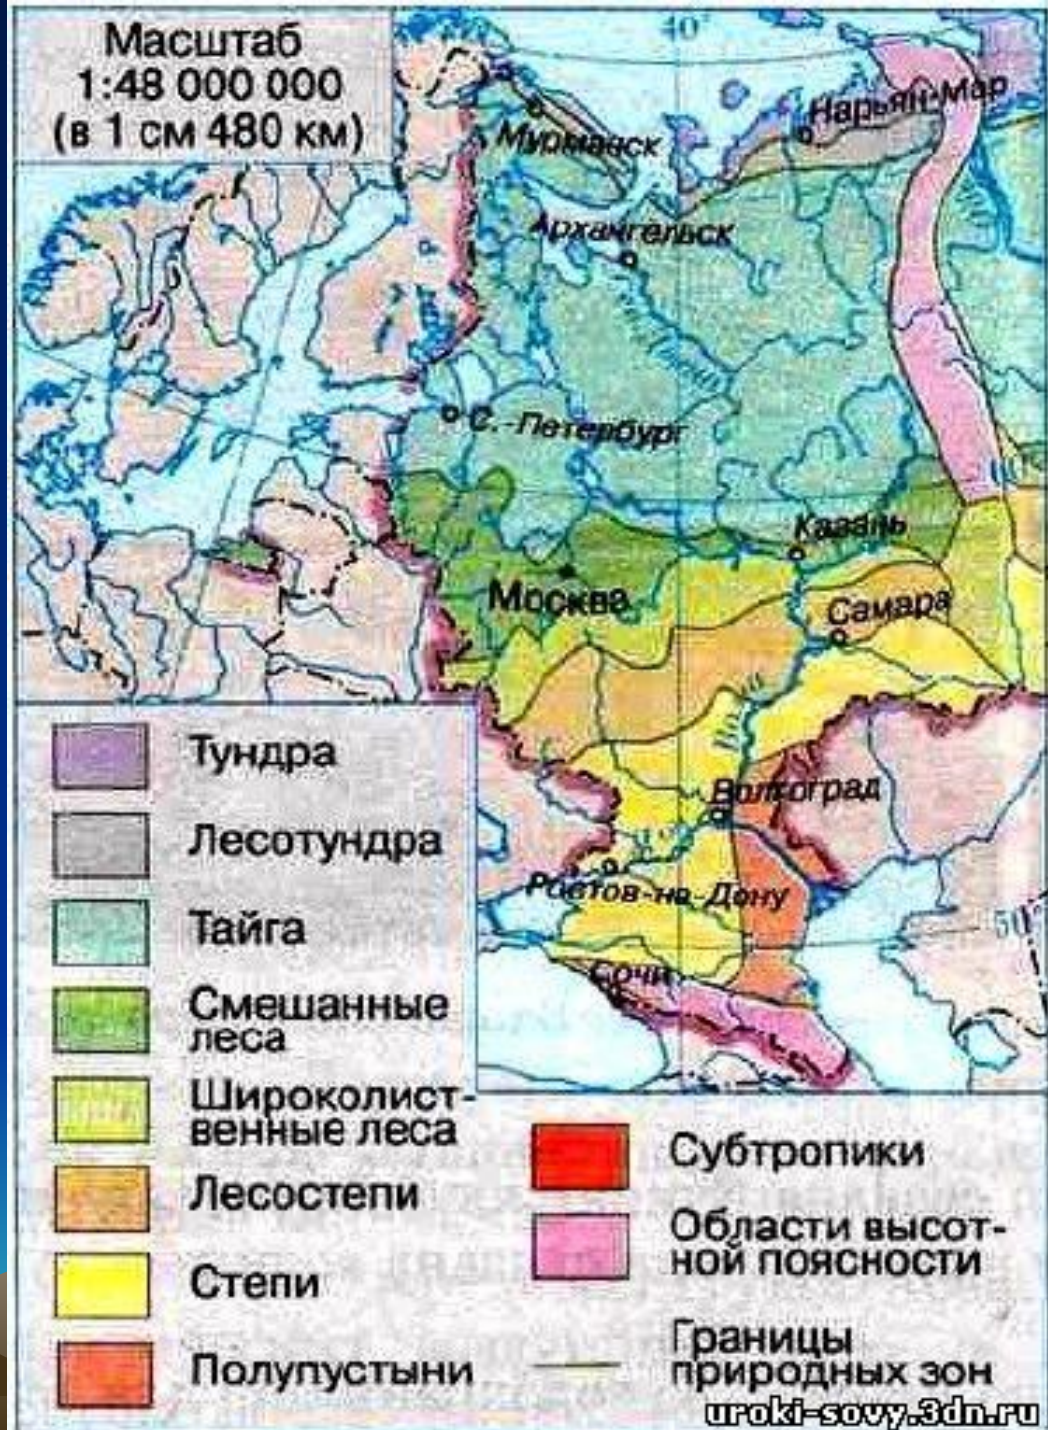 Масштаб
1:48 000 000
(в 1 см 480 км)
40°
Нарьян-Мар
Мурманск
Архангельск
С.-Петербург
Казань
Москва
Самара
Волгоград
Ростов-на-Дону
50°
Сочи
Тундра
Лесотундра
Тайга
Смешанные
леса
Широколист-
венные леса
Лесостепи
Степи
Полупустыни
Субтропики
Области высот-
ной поясности
Границы
природных зон
uroki-sovy.3dn.ru